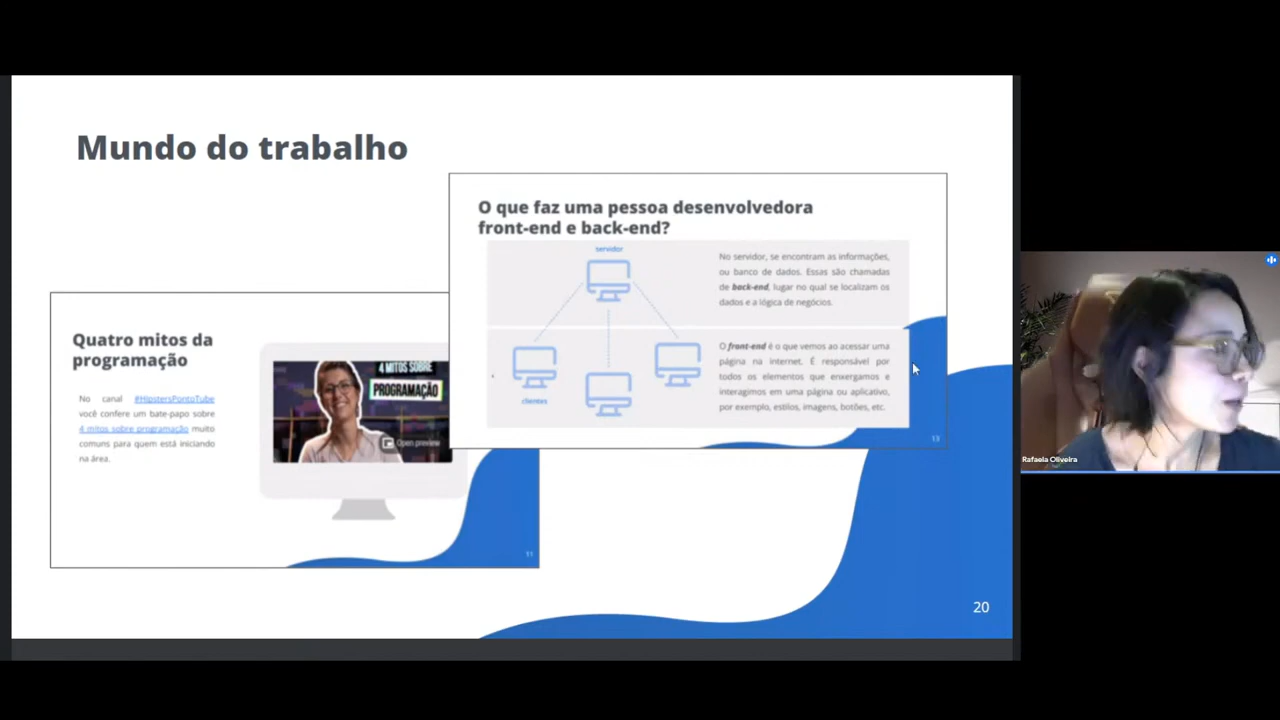 Mundo do trabalho
O que faz uma pessoa desenvolvedora
front-end e back-end?
servidor
No servidor, se encontram as informações,
ou banco de dados. Essas são chamadas
de back-end, lugar no qual se localizam os
dados e a lógica de negócios.
clientes
O front-end é o que vemos ao acessar uma
página na internet. É responsável por
todos os elementos que enxergamos e
interagimos em uma página ou aplicativo,
por exemplo, estilos, imagens, botões, etc.
13
Quatro mitos da
programação
No canal #HipstersPontoTube
você confere um bate-papo sobre
4 mitos sobre programação muito
comuns para quem está iniciando
na área.
4 MITOS SOBRE
PROGRAMAÇÃO
Open preview
11
20
Rafaela Oliveira